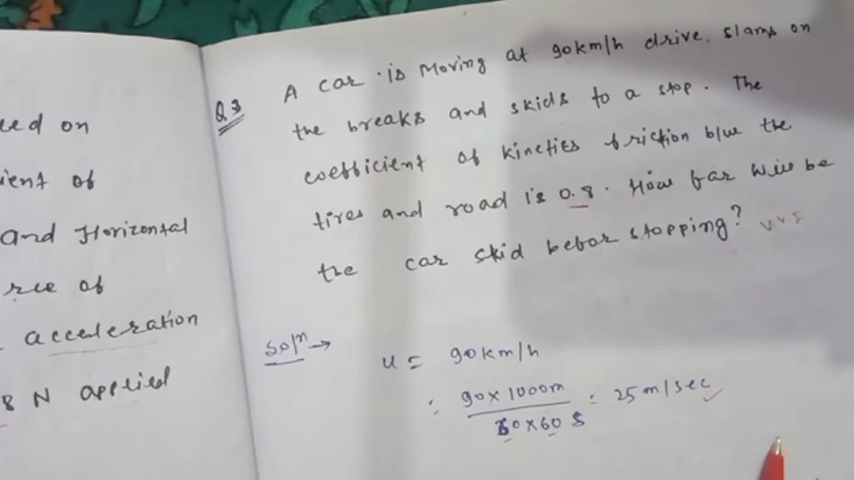 eed on
ient of
and Horizontal
rce of
acceleration
8 N applied
Q3 A car is Moving at 90km/h drive. slams on
the breaks and skids to a stop. The
coefficient of kinetics friction b/w the
tires and road is 0.8. How far will be
the car skid befor stopping?
Soln →
u = 90km/h
= 90×1000m / 60×60 s = 25 m/sec